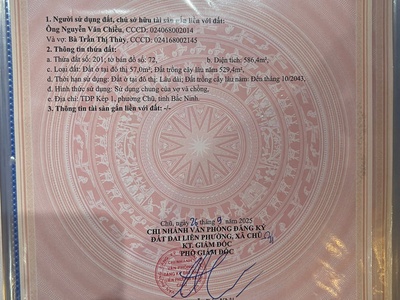 1. Người sử dụng đất, chủ sở hữu tài sản gắn liền với đất:
Ông Nguyễn Văn Chiều, CCCD: 024068002014
Và vợ: Bà Trần Thị Thủy, CCCD: 024168002145
2. Thông tin thửa đất:
a. Thửa đất số: 201; tờ bản đồ số: 72, b. Diện tích: 586,4m²,
c. Loại đất: Đất ở tại đô thị 57,0m²; Đất trồng cây lâu năm 529,4m²,
d. Thời hạn sử dụng: Đất ở tại đô thị: Lâu dài; Đất trồng cây lâu năm: Đến tháng 10/2043,
đ. Hình thức sử dụng: Sử dụng chung của vợ và chồng,
e. Địa chỉ: TDP Kép 1, phường Chũ, tỉnh Bắc Ninh.
3. Thông tin tài sản gắn liền với đất: -/-
Chũ, ngày 26 tháng 9 năm 2025
CHI NHÁNH VĂN PHÒNG ĐĂNG KÝ
ĐẤT ĐAI LIÊN PHƯỜNG, XÃ CHŨ
KT. GIÁM ĐỐC
PHÓ GIÁM ĐỐC